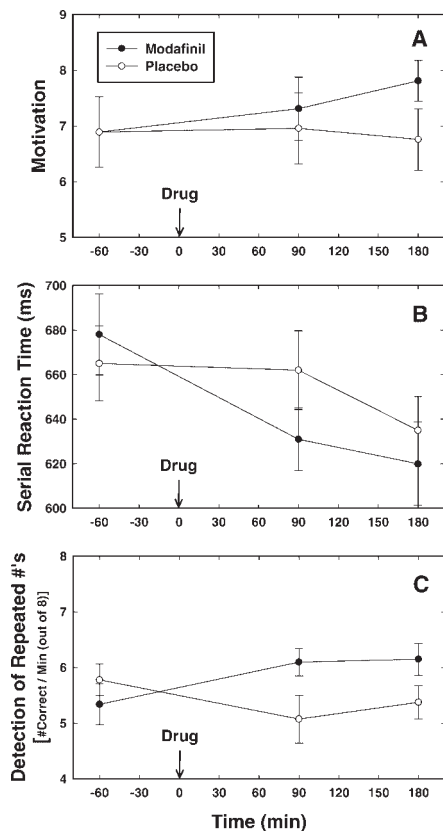 A
Modafinil
Placebo
Motivation
9
8
7
6
5
Drug
-60 -30 0 30 60 90 120 150 180
B
Serial Reaction Time (ms)
700
680
660
640
620
600
Drug
-60 -30 0 30 60 90 120 150 180
C
Detection of Repeated #'s
[#Correct / Min (out of 8)]
8
7
6
5
4
Drug
-60 -30 0 30 60 90 120 150 180
Time (min)